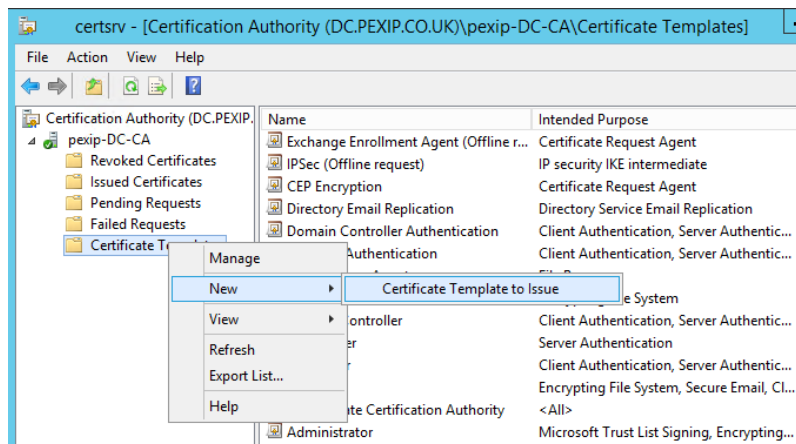 certsrv - [Certification Authority (DC.PEXIP.CO.UK)\pexip-DC-CA\Certificate Templates]
File Action View Help
Certification Authority (DC.PEXIP.
pexip-DC-CA
Revoked Certificates
Issued Certificates
Pending Requests
Failed Requests
Certificate
Manage
New
Certificate Template to Issue
View
Refresh
Export List...
Help
Name Intended Purpose
Exchange Enrollment Agent (Offline r... Certificate Request Agent
IPSec (Offline request) IP security IKE intermediate
CEP Encryption Certificate Request Agent
Directory Email Replication Directory Service Email Replication
Domain Controller Authentication Client Authentication, Server Authentic...
Authentication Client Authentication, Server Authentic...
e System
ontroller Client Authentication, Server Authentic...
er Server Authentication
r Client Authentication, Server Authentic...
Encrypting File System, Secure Email, Cl...
te Certification Authority <All>
Administrator Microsoft Trust List Signing, Encrypting...